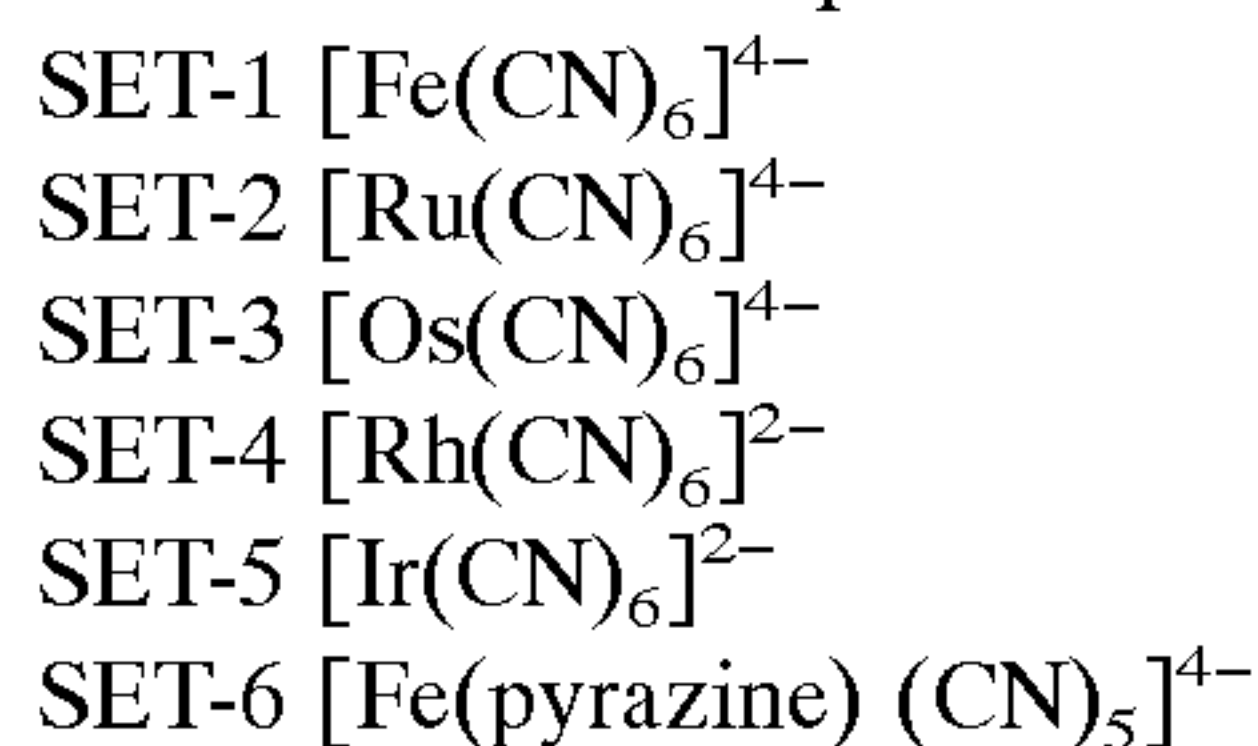 SET-1 [Fe(CN)₆]⁴⁻
SET-2 [Ru(CN)₆]⁴⁻
SET-3 [Os(CN)₆]⁴⁻
SET-4 [Rh(CN)₆]²⁻
SET-5 [Ir(CN)₆]²⁻
SET-6 [Fe(pyrazine) (CN)₅]⁴⁻